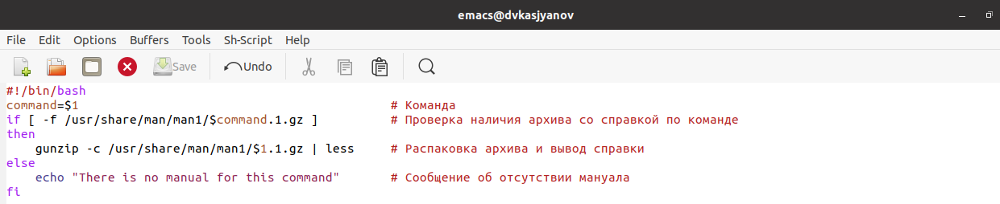 emacs@dvkasjyanov
File Edit Options Buffers Tools Sh-Script Help
Save Undo
#!/bin/bash
command=$1 # Команда
if [ -f /usr/share/man/man1/$command.1.gz ] # Проверка наличия архива со справкой по команде
then
    gunzip -c /usr/share/man/man1/$1.1.gz | less # Распаковка архива и вывод справки
else
    echo "There is no manual for this command" # Сообщение об отсутствии мануала
fi